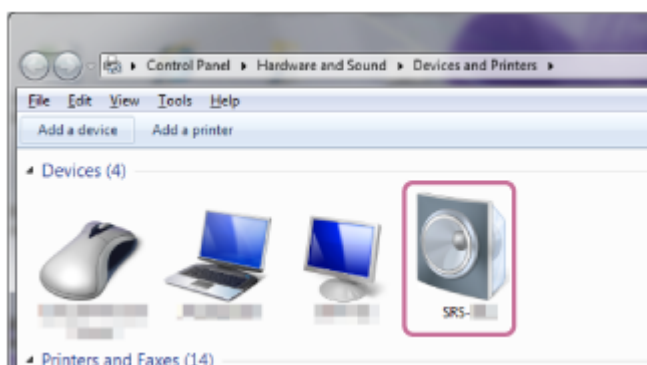 Control Panel ▸ Hardware and Sound ▸ Devices and Printers ▸
File Edit View Tools Help
Add a device Add a printer
Devices (4)
SRS-
Printers and Faxes (14)